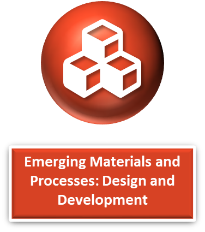 Emerging Materials and
Processes: Design and
Development